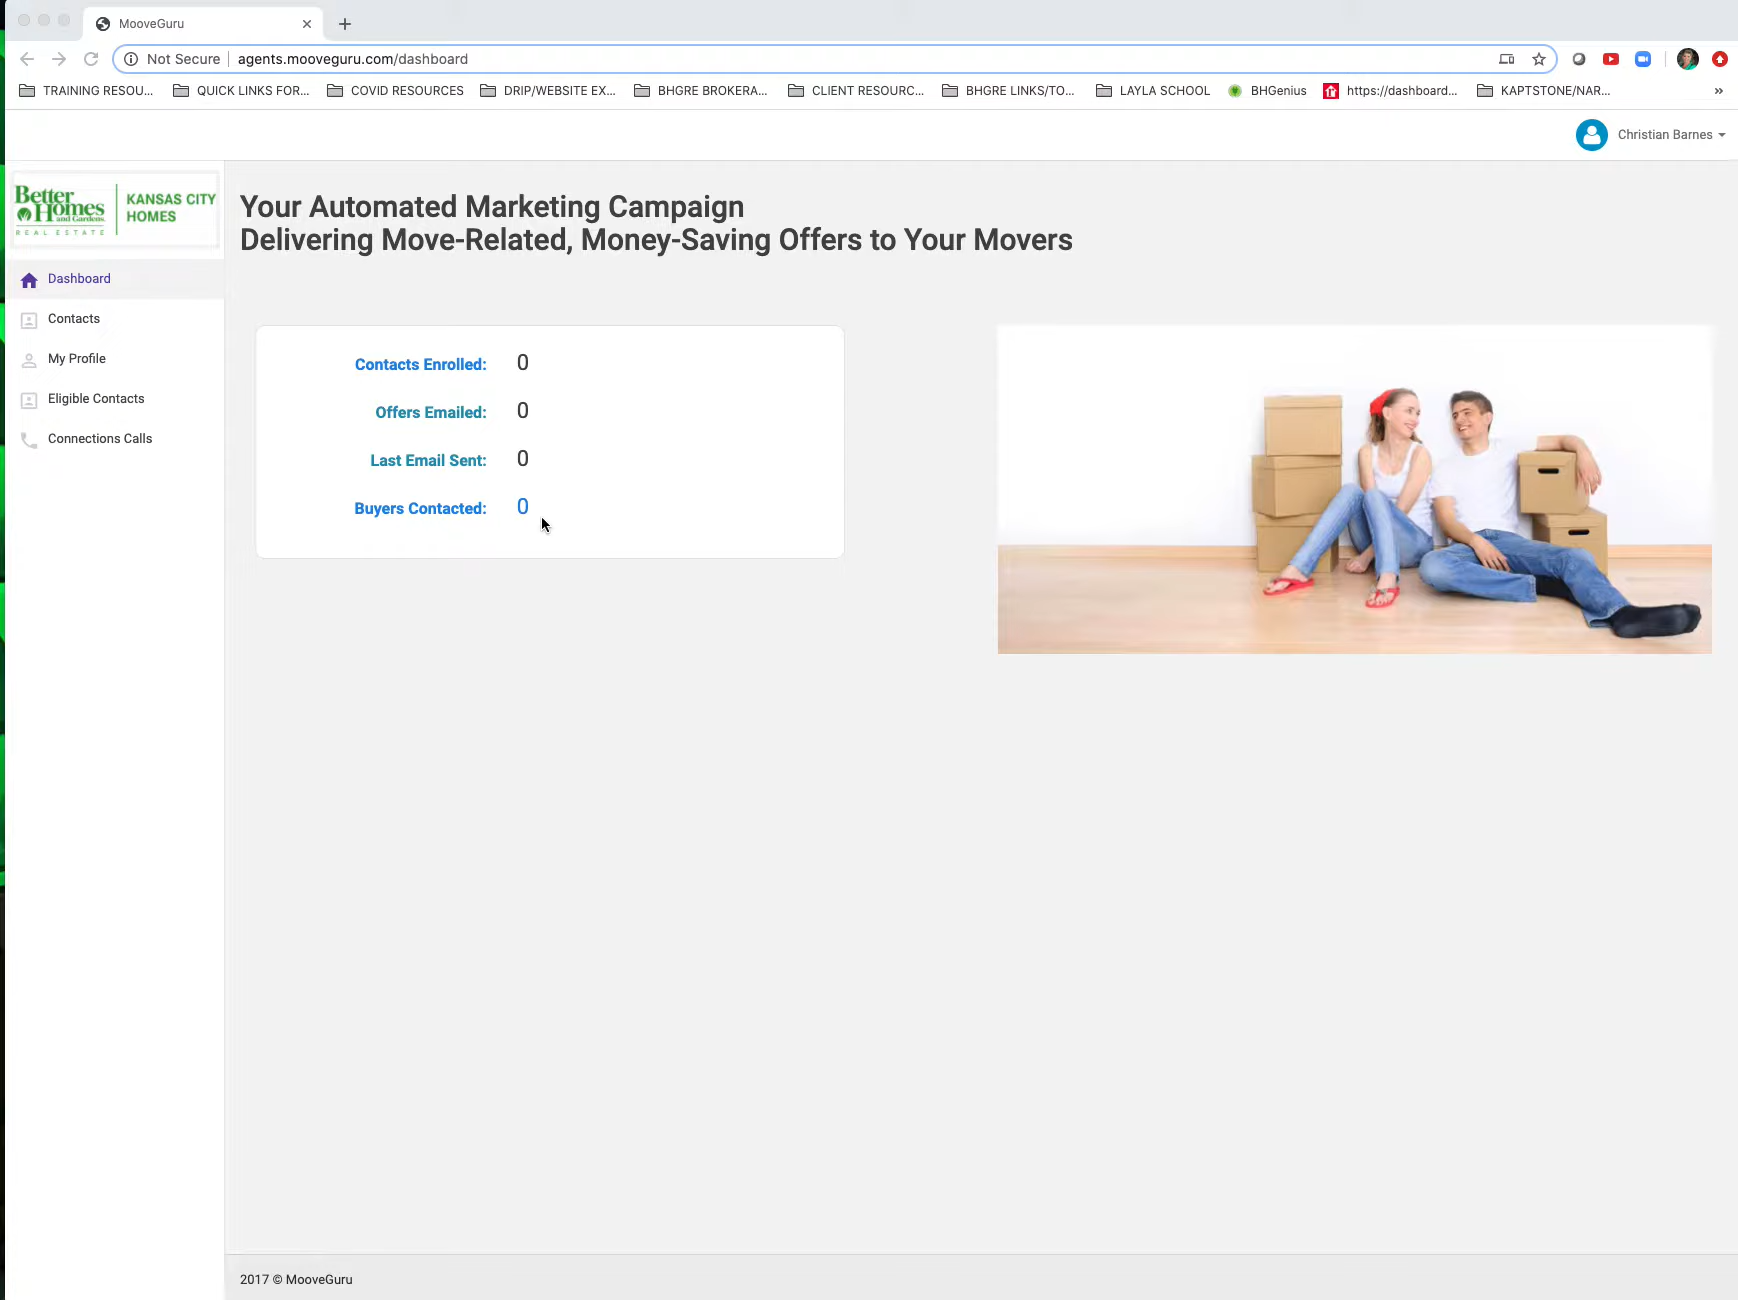 MooveGuru
Not Secure
agents.mooveguru.com/dashboard
TRAINING RESOU...
QUICK LINKS FOR...
COVID RESOURCES
DRIP/WEBSITE EX...
BHGRE BROKERA...
CLIENT RESOURC...
BHGRE LINKS/TO...
LAYLA SCHOOL
BHGenius
https://dashboard...
KAPTSTONE/NAR...
»
Christian Barnes
Better
Homes
and Gardens
REAL ESTATE
KANSAS CITY
HOMES
Dashboard
Contacts
My Profile
Eligible Contacts
Connections Calls
Your Automated Marketing Campaign
Delivering Move-Related, Money-Saving Offers to Your Movers
Contacts Enrolled: 0
Offers Emailed: 0
Last Email Sent: 0
Buyers Contacted: 0
2017 © MooveGuru